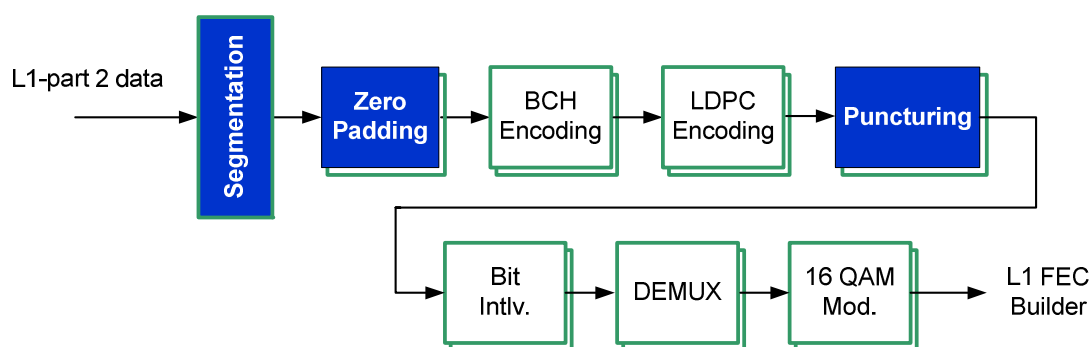 L1-part 2 data
Segmentation
Zero
Padding
BCH
Encoding
LDPC
Encoding
Puncturing
Bit
Intlv.
DEMUX
16 QAM
Mod.
L1 FEC
Builder